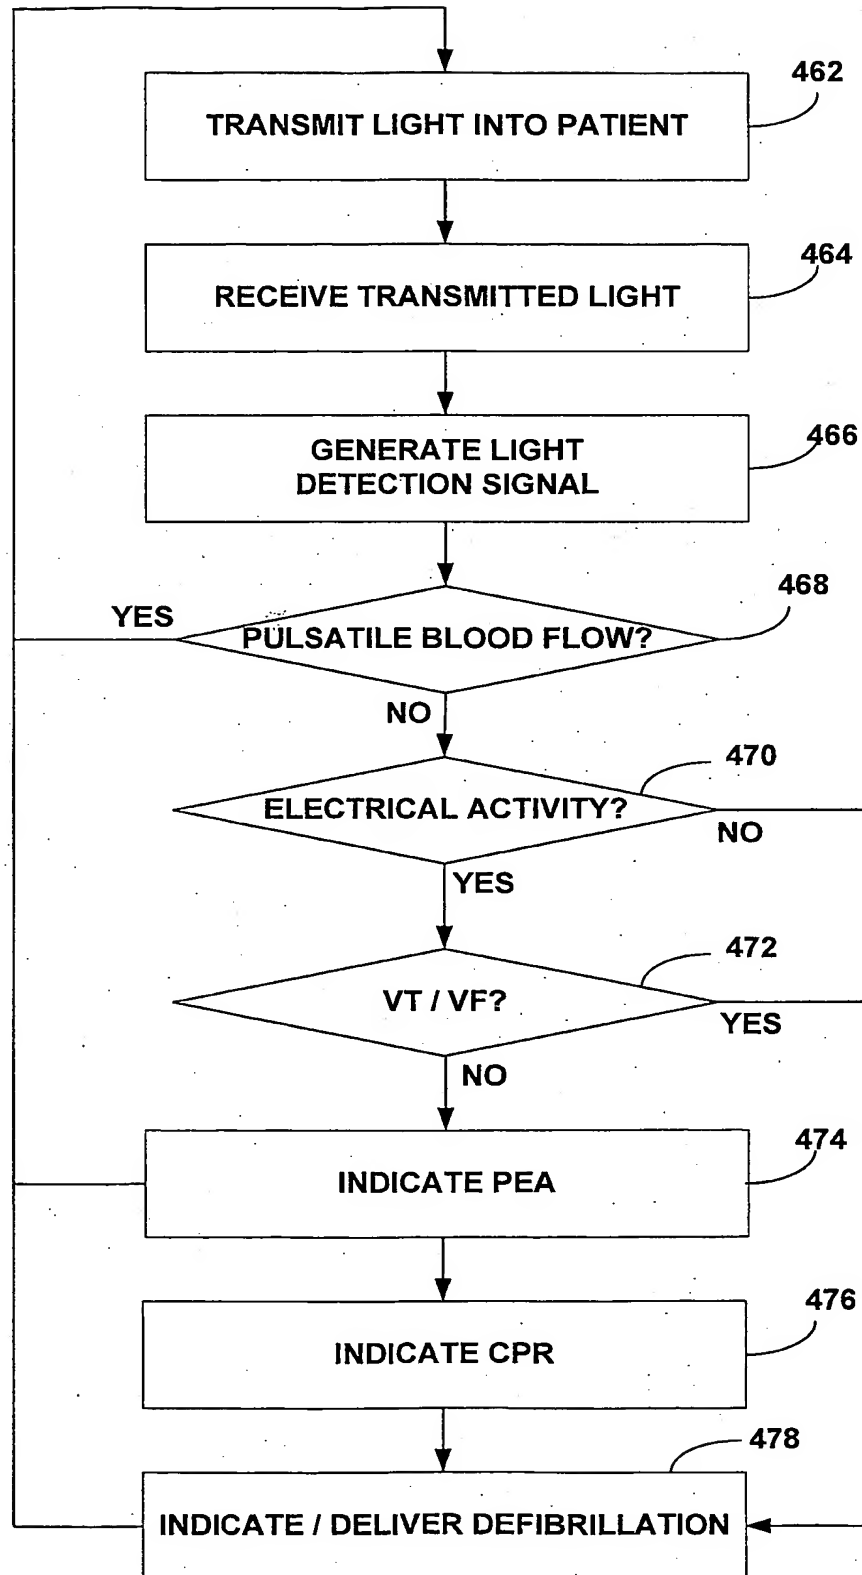 462
TRANSMIT LIGHT INTO PATIENT
464
RECEIVE TRANSMITTED LIGHT
466
GENERATE LIGHT
DETECTION SIGNAL
468
YES
PULSATILE BLOOD FLOW?
NO
470
ELECTRICAL ACTIVITY?
NO
YES
472
VT / VF?
YES
NO
474
INDICATE PEA
476
INDICATE CPR
478
INDICATE / DELIVER DEFIBRILLATION